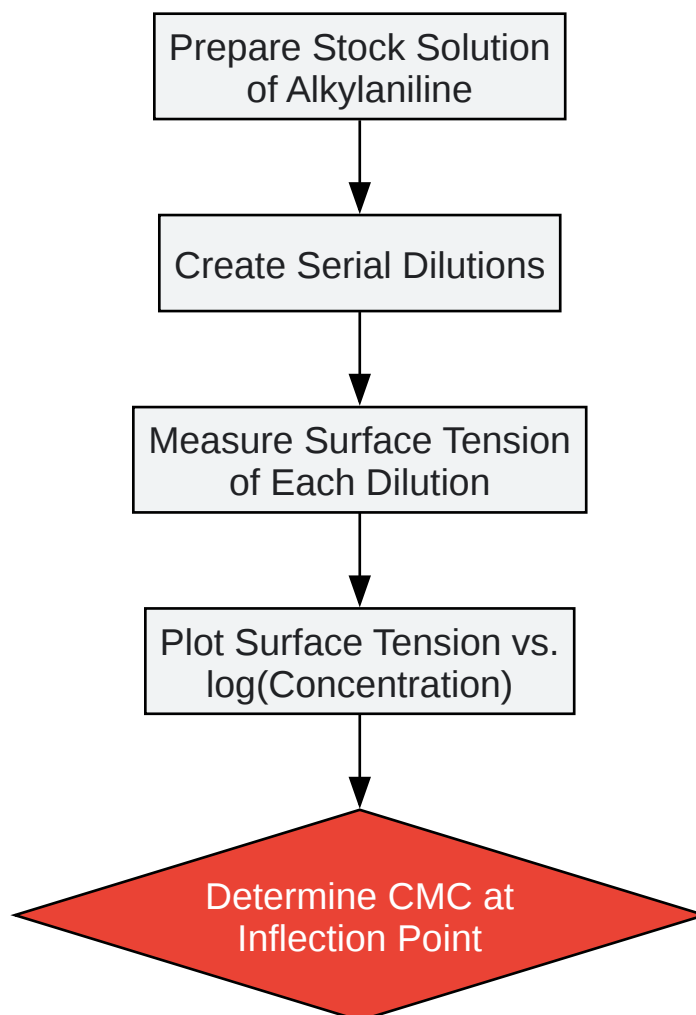 Prepare Stock Solution
of Alkylaniline
Create Serial Dilutions
Measure Surface Tension
of Each Dilution
Plot Surface Tension vs.
log(Concentration)
Determine CMC at
Inflection Point